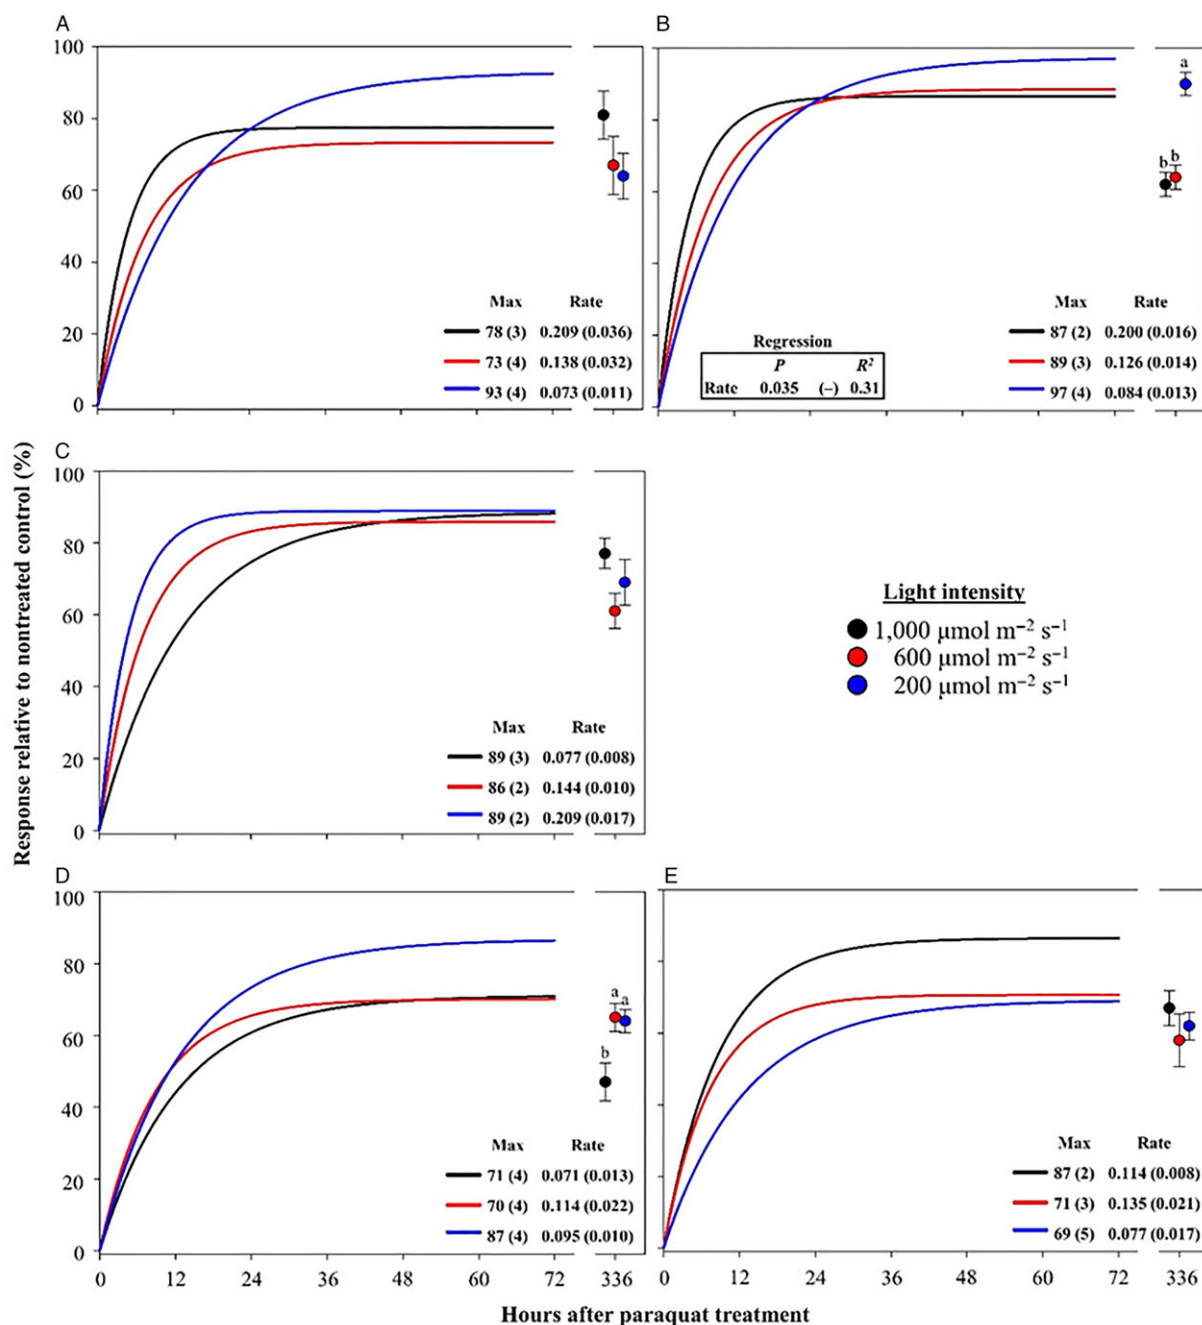 A
B
100
80
60
40
20
0
a
b b
Max Rate
78 (3) 0.209 (0.036)
73 (4) 0.138 (0.032)
93 (4) 0.073 (0.011)
Regression
P R²
Rate 0.035 (–) 0.31
Max Rate
87 (2) 0.200 (0.016)
89 (3) 0.126 (0.014)
97 (4) 0.084 (0.013)
Response relative to nontreated control (%)
C
100
80
60
40
20
0
Max Rate
89 (3) 0.077 (0.008)
86 (2) 0.144 (0.010)
89 (2) 0.209 (0.017)
Light intensity
1,000 µmol m⁻² s⁻¹
600 µmol m⁻² s⁻¹
200 µmol m⁻² s⁻¹
D
E
100
80
60
40
20
0
a
a
b
Max Rate
71 (4) 0.071 (0.013)
70 (4) 0.114 (0.022)
87 (4) 0.095 (0.010)
Max Rate
87 (2) 0.114 (0.008)
71 (3) 0.135 (0.021)
69 (5) 0.077 (0.017)
0 12 24 36 48 60 72 336
0 12 24 36 48 60 72 336
Hours after paraquat treatment